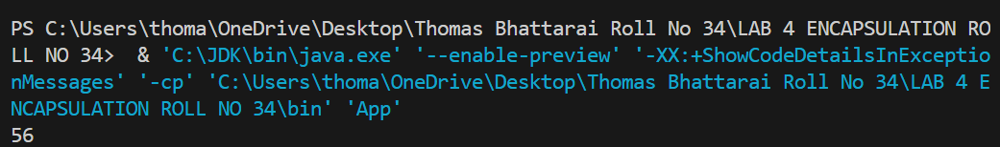 PS C:\Users\thoma\OneDrive\Desktop\Thomas Bhattarai Roll No 34\LAB 4 ENCAPSULATION RO
LL NO 34>  & 'C:\JDK\bin\java.exe' '--enable-preview' '-XX:+ShowCodeDetailsInExceptio
nMessages' '-cp' 'C:\Users\thoma\OneDrive\Desktop\Thomas Bhattarai Roll No 34\LAB 4 E
NCAPSULATION ROLL NO 34\bin' 'App'
56